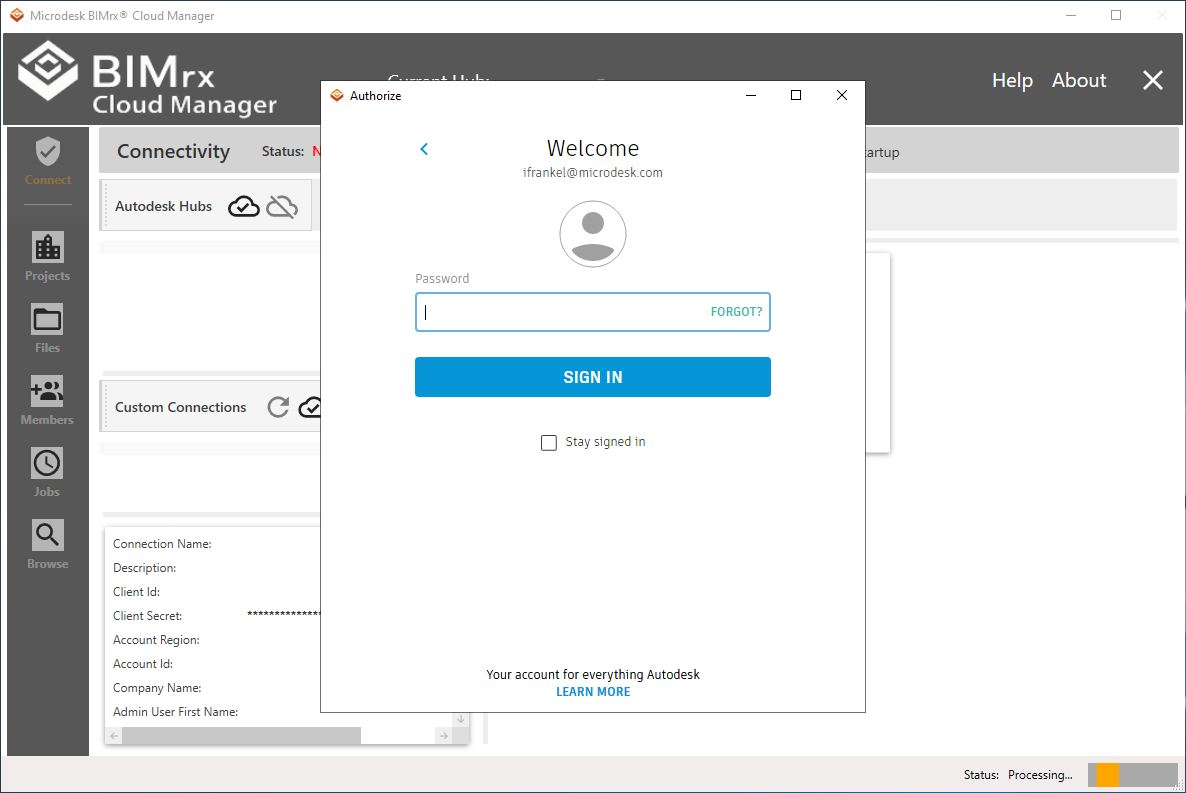 Microdesk BIMrx® Cloud Manager
BIMrx
Cloud Manager
Current Hub:
Help About
Authorize
Connect
Connectivity Status:
Autodesk Hubs
Welcome
ifrankel@microdesk.com
Password
FORGOT?
SIGN IN
Stay signed in
Projects
Files
Members
Jobs
Browse
Custom Connections
Connection Name:
Description:
Client Id:
Client Secret: **************
Account Region:
Account Id:
Company Name:
Admin User First Name:
Your account for everything Autodesk
LEARN MORE
Status: Processing...